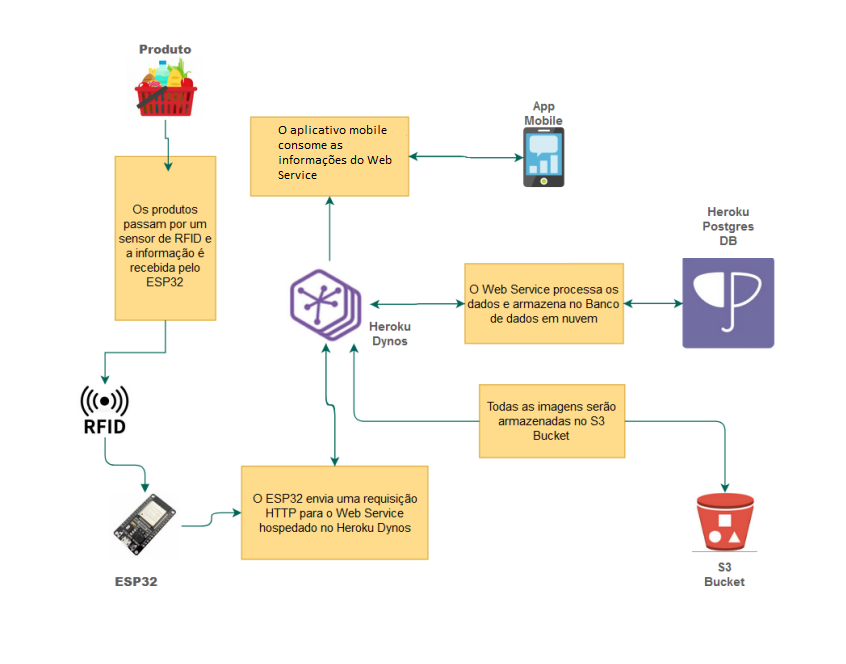 Produto
Os produtos
passam por um
sensor de RFID e
a informação é
recebida pelo
ESP32
RFID
ESP32
O ESP32 envia uma requisição
HTTP para o Web Service
hospedado no Heroku Dynos
Heroku
Dynos
O aplicativo mobile
consome as
informações do Web
Service
App
Mobile
O Web Service processa os
dados e armazena no Banco
de dados em nuvem
Heroku
Postgres
DB
Todas as imagens serão
armazenadas no S3
Bucket
S3
Bucket